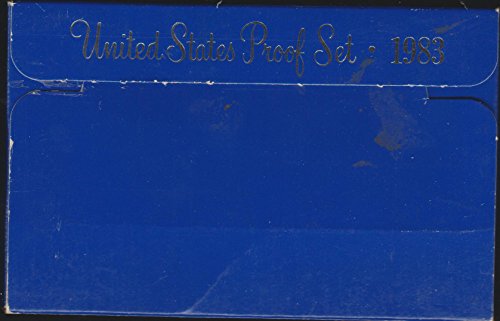 United States Proof Set • 1983